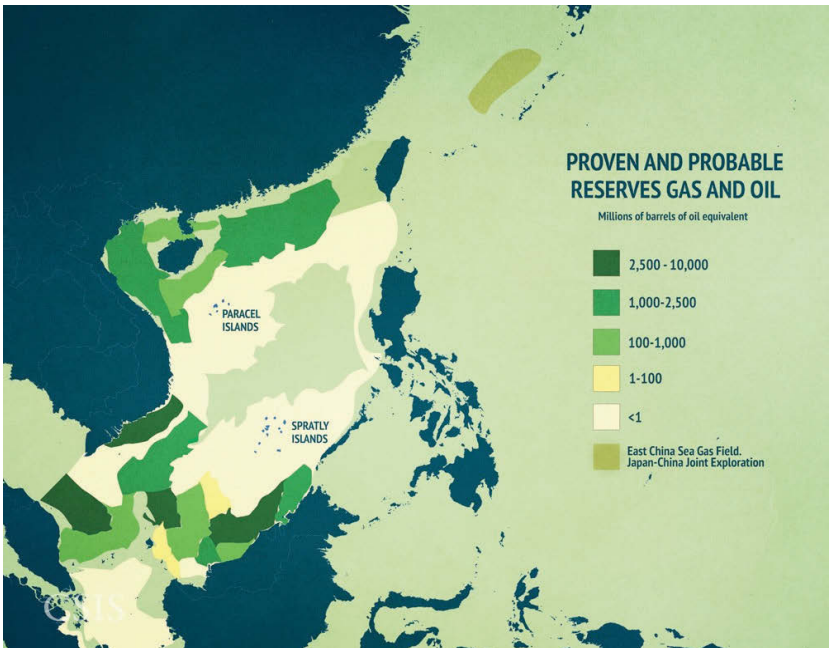 PROVEN AND PROBABLE
RESERVES GAS AND OIL
Millions of barrels of oil equivalent
2,500 - 10,000
1,000-2,500
100-1,000
1-100
<1
East China Sea Gas Field.
Japan-China Joint Exploration
PARACEL
ISLANDS
SPRATLY
ISLANDS
CSIS